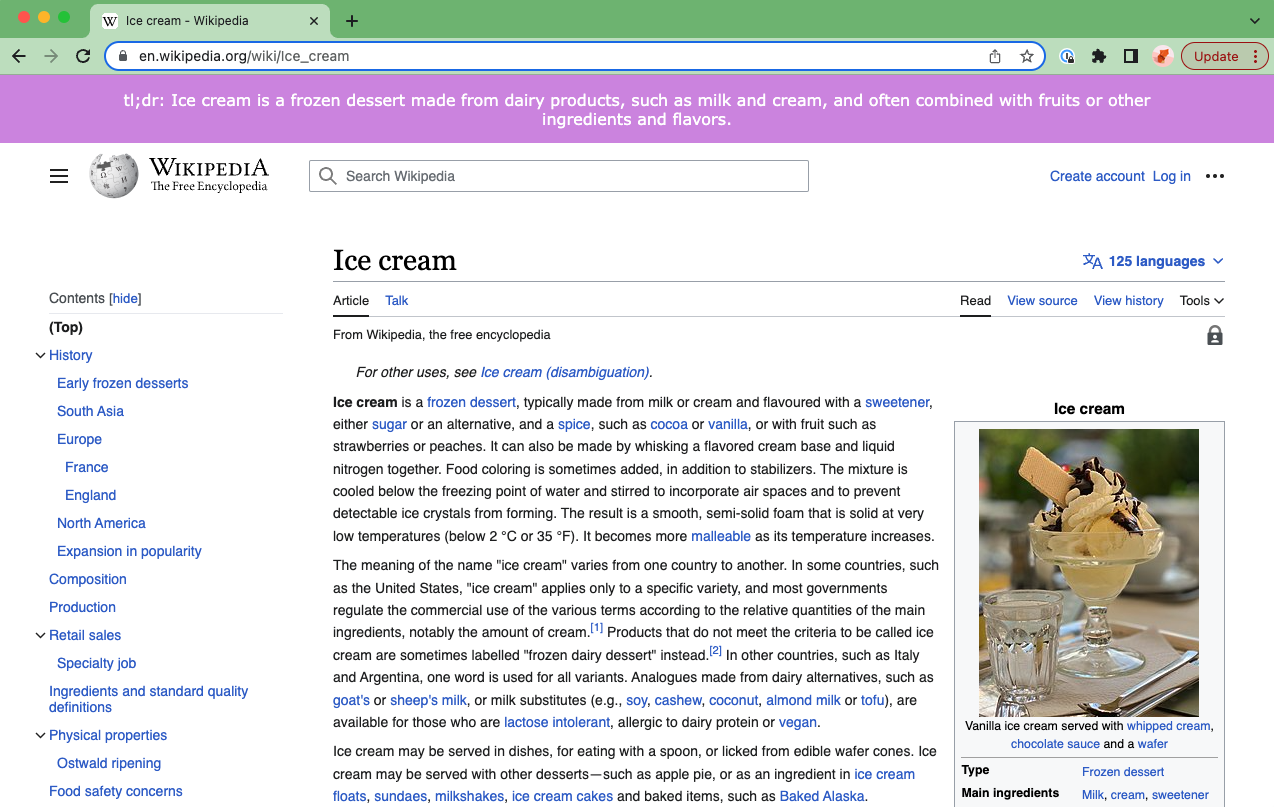 Ice cream - Wikipedia
en.wikipedia.org/wiki/Ice_cream
Update
tl;dr: Ice cream is a frozen dessert made from dairy products, such as milk and cream, and often combined with fruits or other
ingredients and flavors.
WIKIPEDIA
The Free Encyclopedia
Search Wikipedia
Create account Log in
Ice cream
125 languages
Article Talk
Read View source View history Tools
From Wikipedia, the free encyclopedia
Contents [hide]
(Top)
History
Early frozen desserts
South Asia
Europe
France
England
North America
Expansion in popularity
Composition
Production
Retail sales
Specialty job
Ingredients and standard quality
definitions
Physical properties
Ostwald ripening
Food safety concerns
For other uses, see Ice cream (disambiguation).
Ice cream is a frozen dessert, typically made from milk or cream and flavoured with a sweetener,
either sugar or an alternative, and a spice, such as cocoa or vanilla, or with fruit such as
strawberries or peaches. It can also be made by whisking a flavored cream base and liquid
nitrogen together. Food coloring is sometimes added, in addition to stabilizers. The mixture is
cooled below the freezing point of water and stirred to incorporate air spaces and to prevent
detectable ice crystals from forming. The result is a smooth, semi-solid foam that is solid at very
low temperatures (below 2 °C or 35 °F). It becomes more malleable as its temperature increases.
The meaning of the name "ice cream" varies from one country to another. In some countries, such
as the United States, "ice cream" applies only to a specific variety, and most governments
regulate the commercial use of the various terms according to the relative quantities of the main
ingredients, notably the amount of cream.[1] Products that do not meet the criteria to be called ice
cream are sometimes labelled "frozen dairy dessert" instead.[2] In other countries, such as Italy
and Argentina, one word is used for all variants. Analogues made from dairy alternatives, such as
goat's or sheep's milk, or milk substitutes (e.g., soy, cashew, coconut, almond milk or tofu), are
available for those who are lactose intolerant, allergic to dairy protein or vegan.
Ice cream may be served in dishes, for eating with a spoon, or licked from edible wafer cones. Ice
cream may be served with other desserts—such as apple pie, or as an ingredient in ice cream
floats, sundaes, milkshakes, ice cream cakes and baked items, such as Baked Alaska.
Ice cream
Vanilla ice cream served with whipped cream,
chocolate sauce and a wafer
Type Frozen dessert
Main ingredients Milk, cream, sweetener